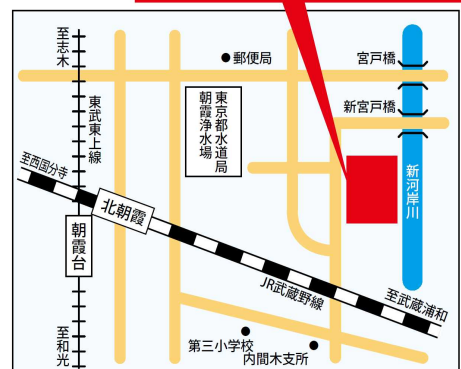 至志木
郵便局
宮戸橋
東武東上線
東京都水道局
朝霞浄水場
新宮戸橋
至西国分寺
北朝霞
新河岸川
朝霞台
JR武蔵野線
至武蔵浦和
至和光
第三小学校
内間木支所